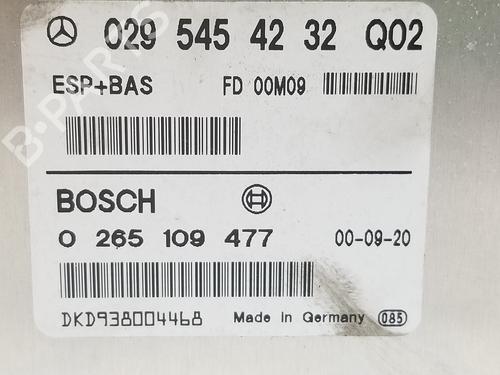 029 545 42 32 Q02
ESP+BAS FD 00M09
BOSCH
0 265 109 477 00-09-20
DKD938004468 Made in Germany 085
B-PARTS